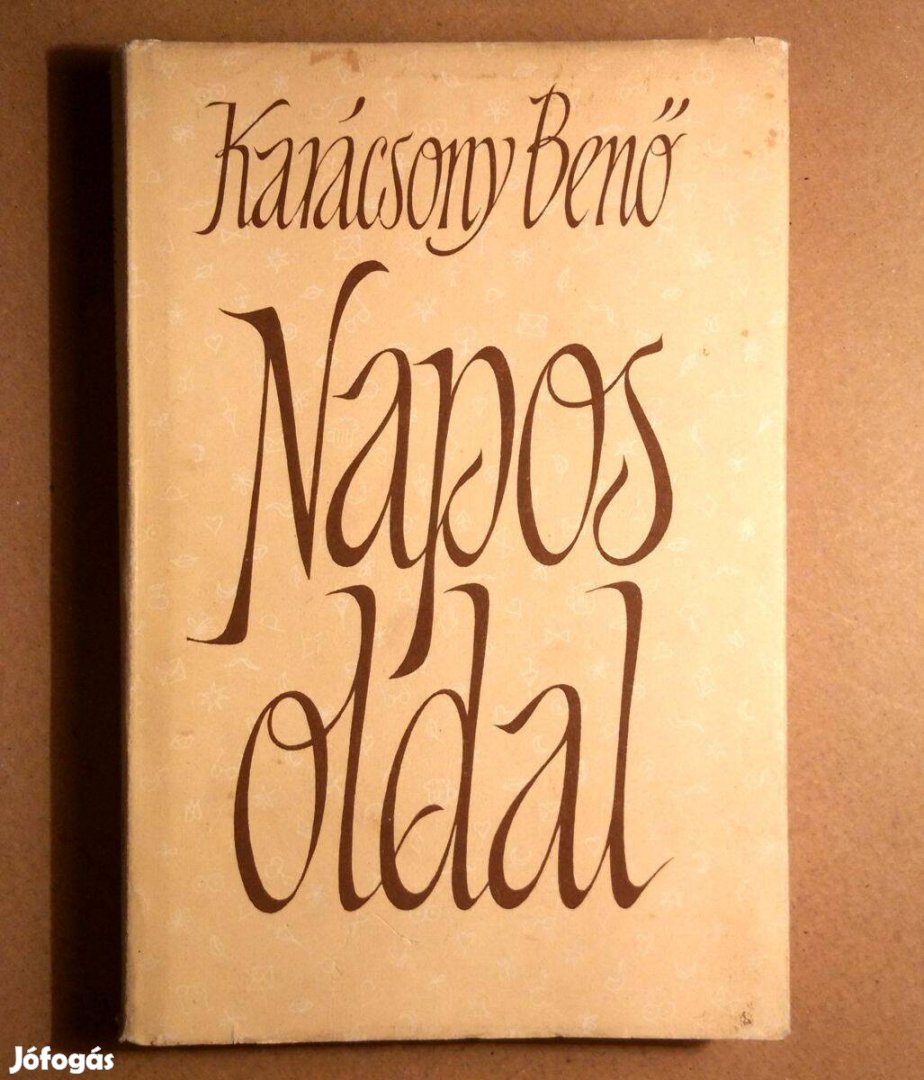 Karácsony Benő
Napos
oldal
Jófogás